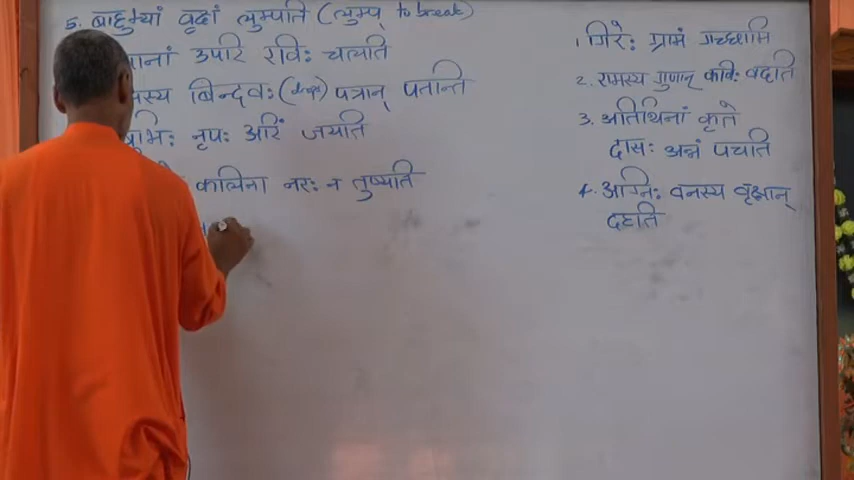 5. बाहुभ्यां वृक्षं लुम्पति (लुम्प् to break)
उपरि रविः चलति
बिन्दवः (drops) पत्रान् पतन्ति
नृपः अरिं जयति
कलिना नरः न तुष्यति
1. गिरेः ग्रामं गच्छामि
2. रामस्य गुणान् कविः वदति
3. अतिथिनां कृते
दासः अन्नं पचति
4. अग्निः वनस्य वृक्षान्
दहति